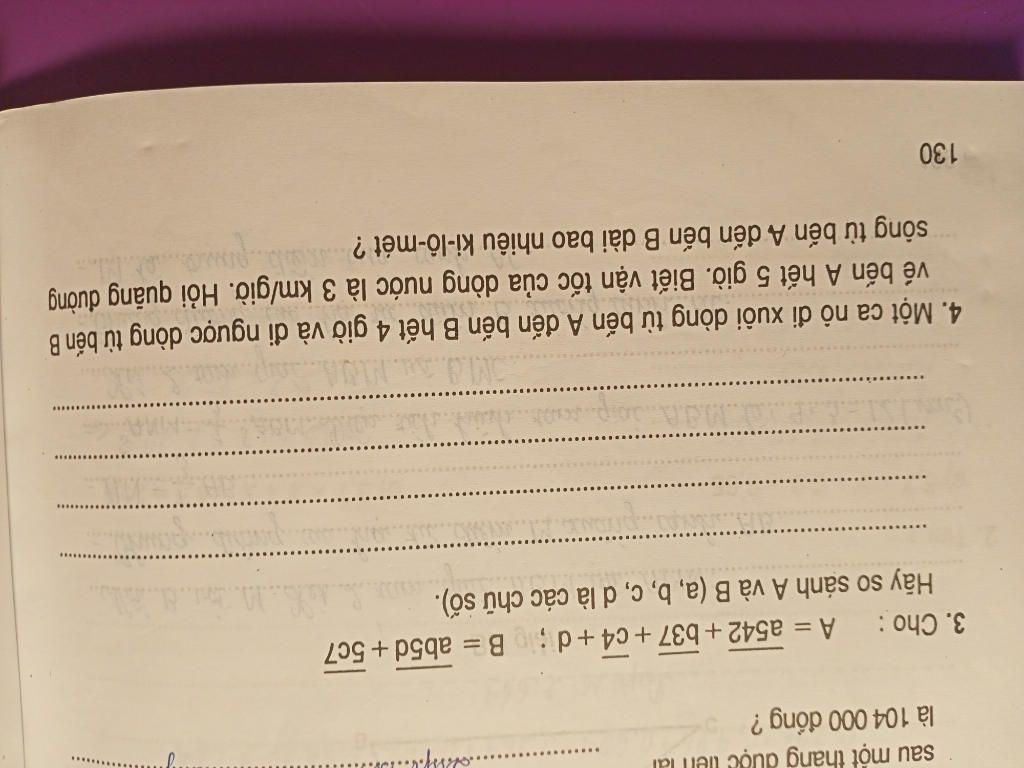 sau một tháng được tiền lãi
là 104 000 đồng ?
3. Cho : A = a542 + b37 + c4 + d ; B = ab5d + 5c7
Hãy so sánh A và B (a, b, c, d là các chữ số).
4. Một ca nô đi xuôi dòng từ bến A đến bến B hết 4 giờ và đi ngược dòng từ bến B
về bến A hết 5 giờ. Biết vận tốc của dòng nước là 3 km/giờ. Hỏi quãng đường
sông từ bến A đến bến B dài bao nhiêu ki-lô-mét ?
130